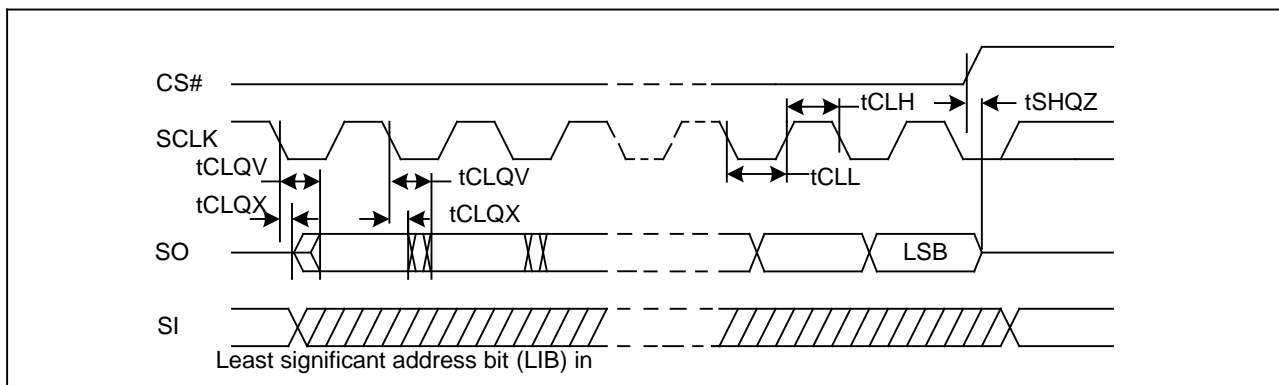 CS#
tCLH
tSHQZ
SCLK
tCLQV
tCLQV
tCLL
tCLQX
tCLQX
SO
LSB
SI
Least significant address bit (LIB) in